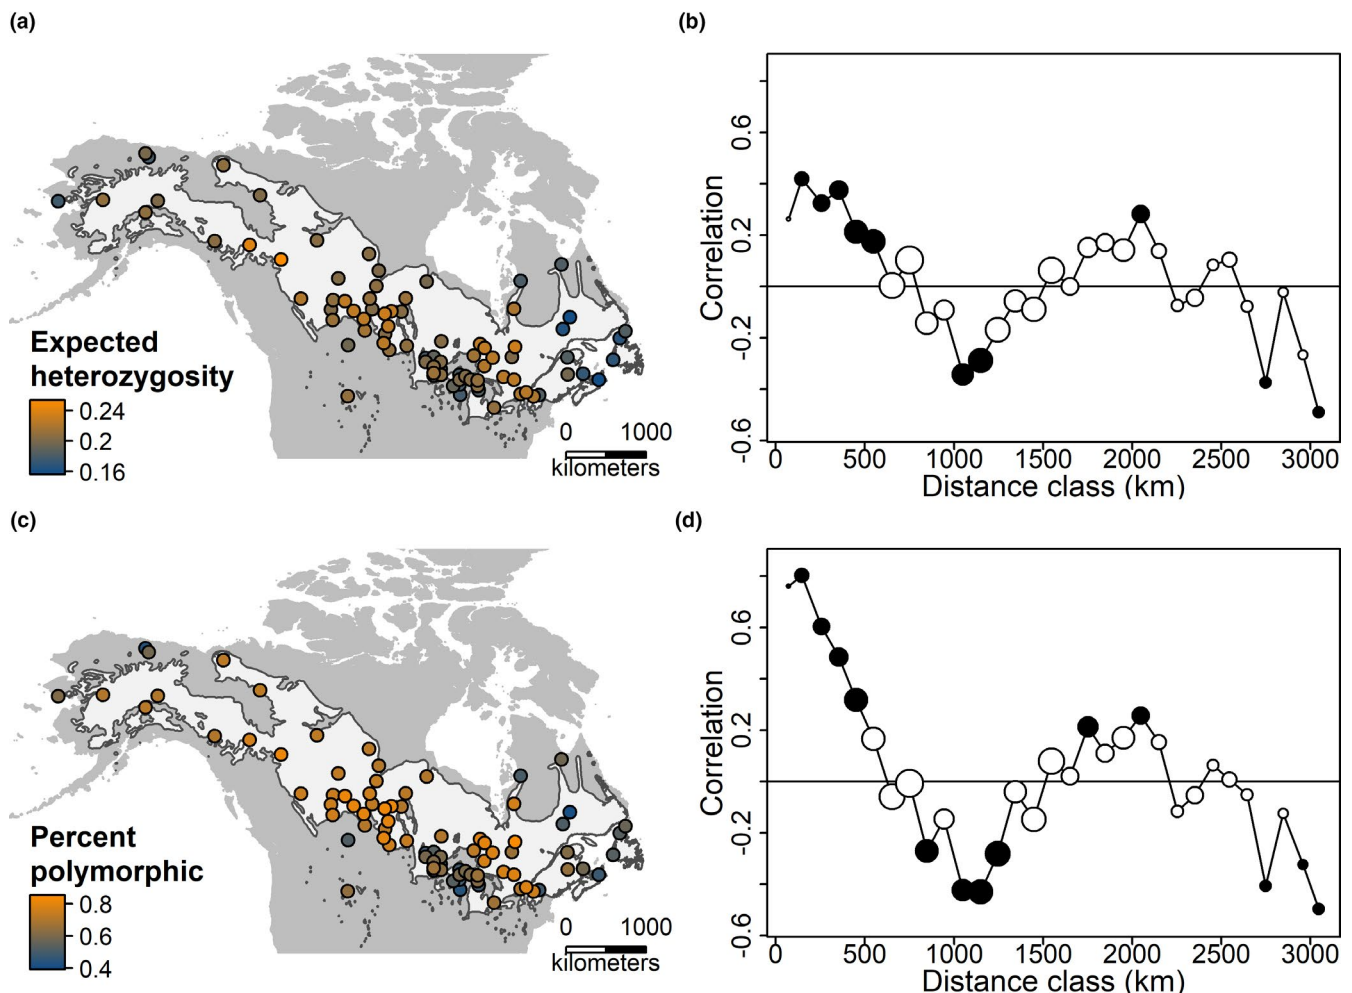 (a)
Expected
heterozygosity
0.24
0.2
0.16
0 1000
kilometers
(b)
Correlation
0.6
0.2
-0.2
-0.6
0 500 1000 1500 2000 2500 3000
Distance class (km)
(c)
Percent
polymorphic
0.8
0.6
0.4
0 1000
kilometers
(d)
Correlation
0.6
0.2
-0.2
-0.6
0 500 1000 1500 2000 2500 3000
Distance class (km)